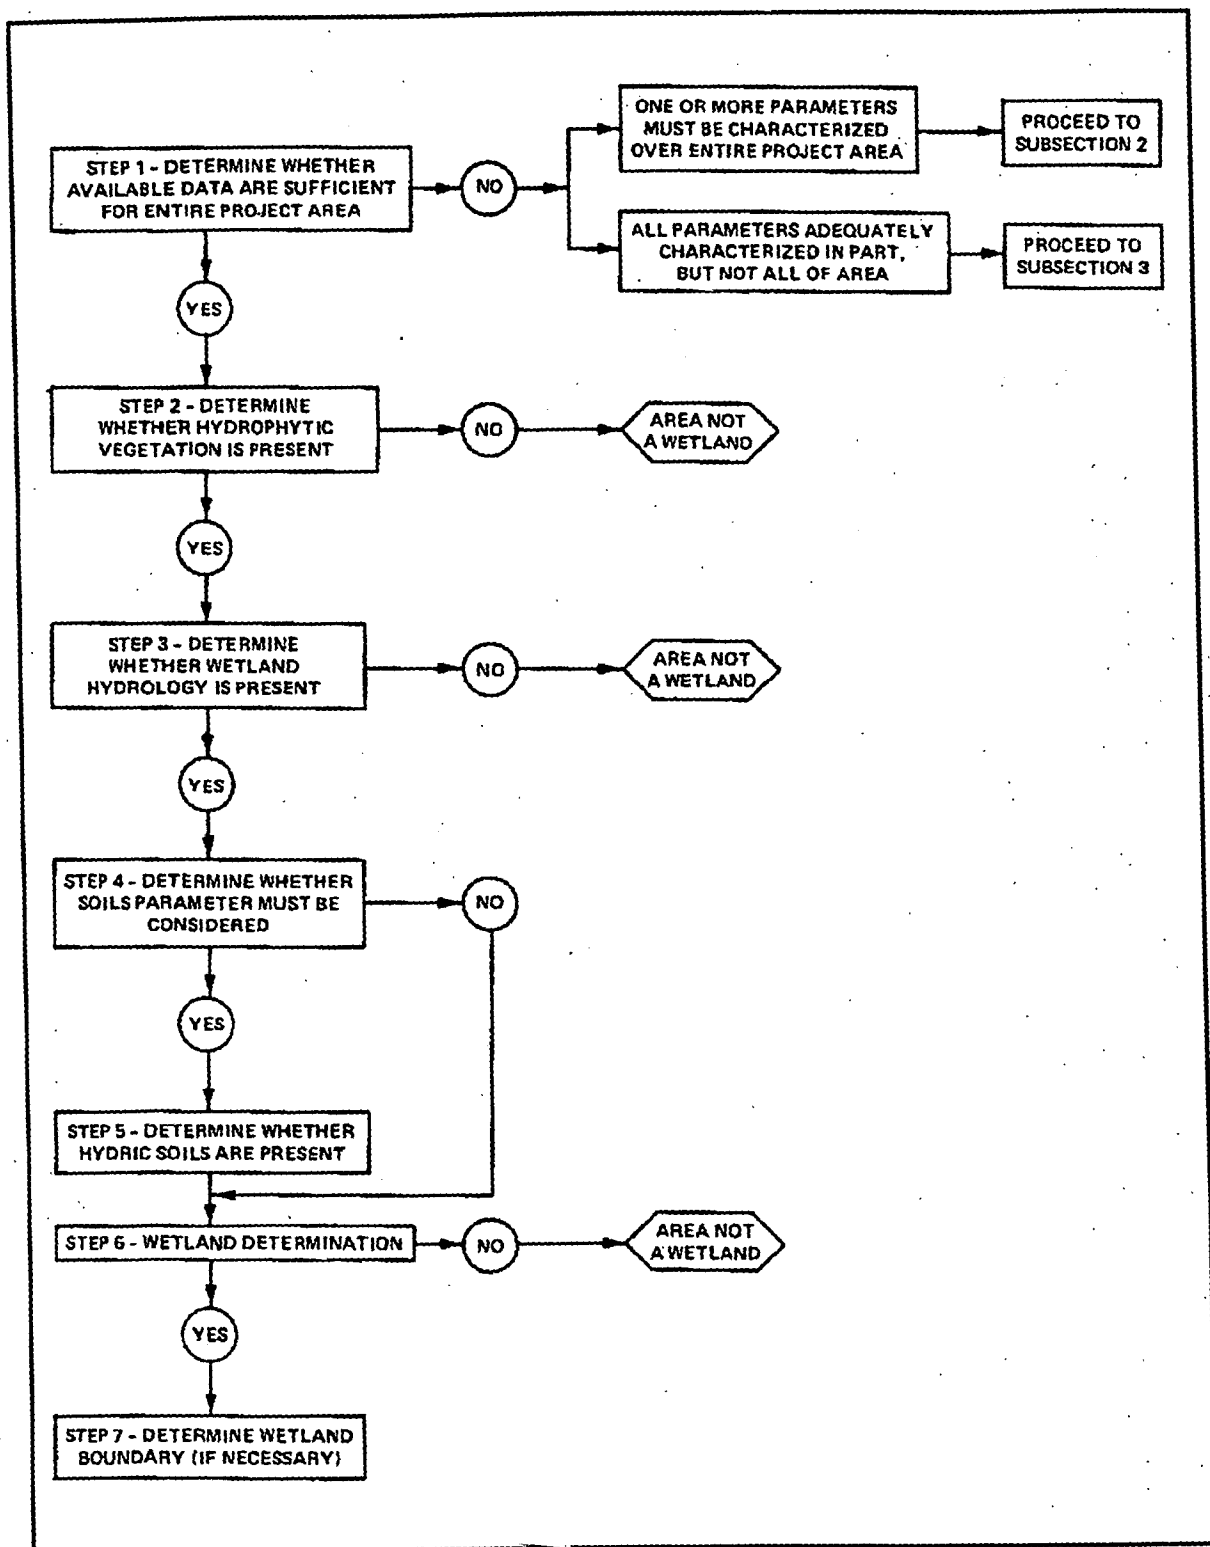 STEP 1 - DETERMINE WHETHER
AVAILABLE DATA ARE SUFFICIENT
FOR ENTIRE PROJECT AREA
NO
ONE OR MORE PARAMETERS
MUST BE CHARACTERIZED
OVER ENTIRE PROJECT AREA
PROCEED TO
SUBSECTION 2
ALL PARAMETERS ADEQUATELY
CHARACTERIZED IN PART,
BUT NOT ALL OF AREA
PROCEED TO
SUBSECTION 3
YES
STEP 2 - DETERMINE
WHETHER HYDROPHYTIC
VEGETATION IS PRESENT
NO
AREA NOT
A WETLAND
YES
STEP 3 - DETERMINE
WHETHER WETLAND
HYDROLOGY IS PRESENT
NO
AREA NOT
A WETLAND
YES
STEP 4 - DETERMINE WHETHER
SOILS PARAMETER MUST BE
CONSIDERED
NO
YES
STEP 5 - DETERMINE WHETHER
HYDRIC SOILS ARE PRESENT
STEP 6 - WETLAND DETERMINATION
NO
AREA NOT
A WETLAND
YES
STEP 7 - DETERMINE WETLAND
BOUNDARY (IF NECESSARY)